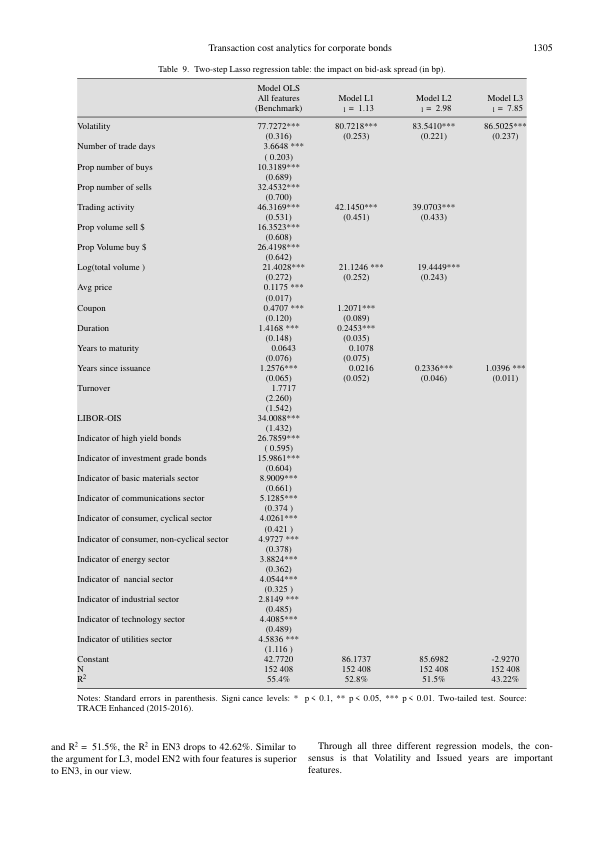 Transaction cost analytics for corporate bonds 1305
Table 9. Two-step Lasso regression table: the impact on bid-ask spread (in bp).
Model OLS
All features Model L1 Model L2 Model L3
(Benchmark) 1 = 1.13 1 = 2.98 1 = 7.85
Volatility 77.7272*** 80.7218*** 83.5410*** 86.5025***
(0.316) (0.253) (0.221) (0.237)
Number of trade days 3.6648 ***
( 0.203)
Prop number of buys 10.3189***
(0.689)
Prop number of sells 32.4532***
(0.700)
Trading activity 46.3169*** 42.1450*** 39.0703***
(0.531) (0.451) (0.433)
Prop volume sell $ 16.3523***
(0.608)
Prop Volume buy $ 26.4198***
(0.642)
Log(total volume ) 21.4028*** 21.1246 *** 19.4449***
(0.272) (0.252) (0.243)
Avg price 0.1175 ***
(0.017)
Coupon 0.4707 *** 1.2071***
(0.120) (0.089)
Duration 1.4168 *** 0.2453***
(0.148) (0.035)
Years to maturity 0.0643 0.1078
(0.076) (0.075)
Years since issuance 1.2576*** 0.0216 0.2336*** 1.0396 ***
(0.065) (0.052) (0.046) (0.011)
Turnover 1.7717
(2.260)
(1.542)
LIBOR-OIS 34.0088***
(1.432)
Indicator of high yield bonds 26.7859***
( 0.595)
Indicator of investment grade bonds 15.9861***
(0.604)
Indicator of basic materials sector 8.9009***
(0.661)
Indicator of communications sector 5.1285***
(0.374 )
Indicator of consumer, cyclical sector 4.0261***
(0.421 )
Indicator of consumer, non-cyclical sector 4.9727 ***
(0.378)
Indicator of energy sector 3.8824***
(0.362)
Indicator of nancial sector 4.0544***
(0.325 )
Indicator of industrial sector 2.8149 ***
(0.485)
Indicator of technology sector 4.4085***
(0.489)
Indicator of utilities sector 4.5836 ***
(1.116 )
Constant 42.7720 86.1737 85.6982 -2.9270
N 152 408 152 408 152 408 152 408
R2 55.4% 52.8% 51.5% 43.22%
Notes: Standard errors in parenthesis. Signi cance levels: * p < 0.1, ** p < 0.05, *** p < 0.01. Two-tailed test. Source:
TRACE Enhanced (2015-2016).
and R2 = 51.5%, the R2 in EN3 drops to 42.62%. Similar to
the argument for L3, model EN2 with four features is superior
to EN3, in our view.
Through all three different regression models, the con-
sensus is that Volatility and Issued years are important
features.